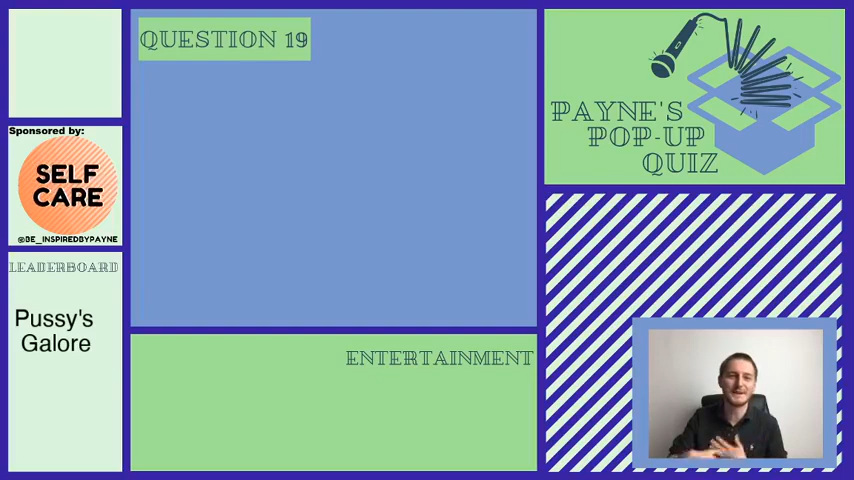 QUESTION 19
PAYNE'S
POP-UP
QUIZ
Sponsored by:
SELF
CARE
@BE_INSPIREDBYPAYNE
LEADERBOARD
Pussy's
Galore
ENTERTAINMENT